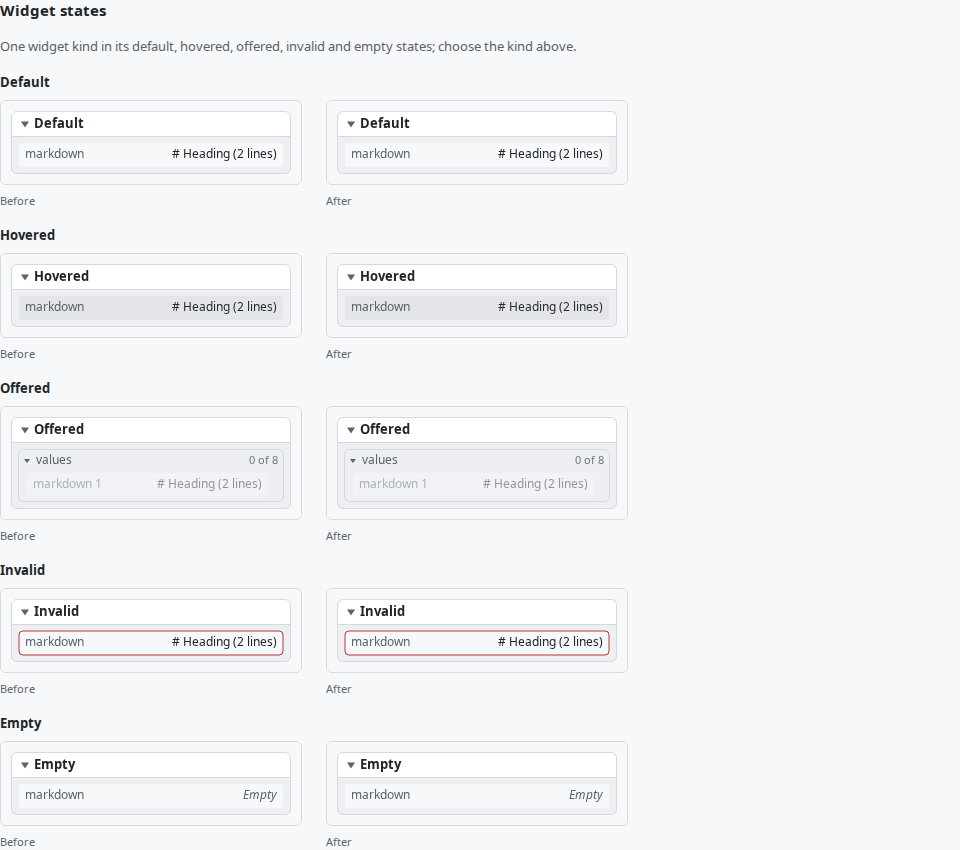 Widget states
One widget kind in its default, hovered, offered, invalid and empty states; choose the kind above.
Default
Default
markdown # Heading (2 lines)
Before
Default
markdown # Heading (2 lines)
After
Hovered
Hovered
markdown # Heading (2 lines)
Before
Hovered
markdown # Heading (2 lines)
After
Offered
Offered
values 0 of 8
markdown 1 # Heading (2 lines)
Before
Offered
values 0 of 8
markdown 1 # Heading (2 lines)
After
Invalid
Invalid
markdown # Heading (2 lines)
Before
Invalid
markdown # Heading (2 lines)
After
Empty
Empty
markdown Empty
Before
Empty
markdown Empty
After